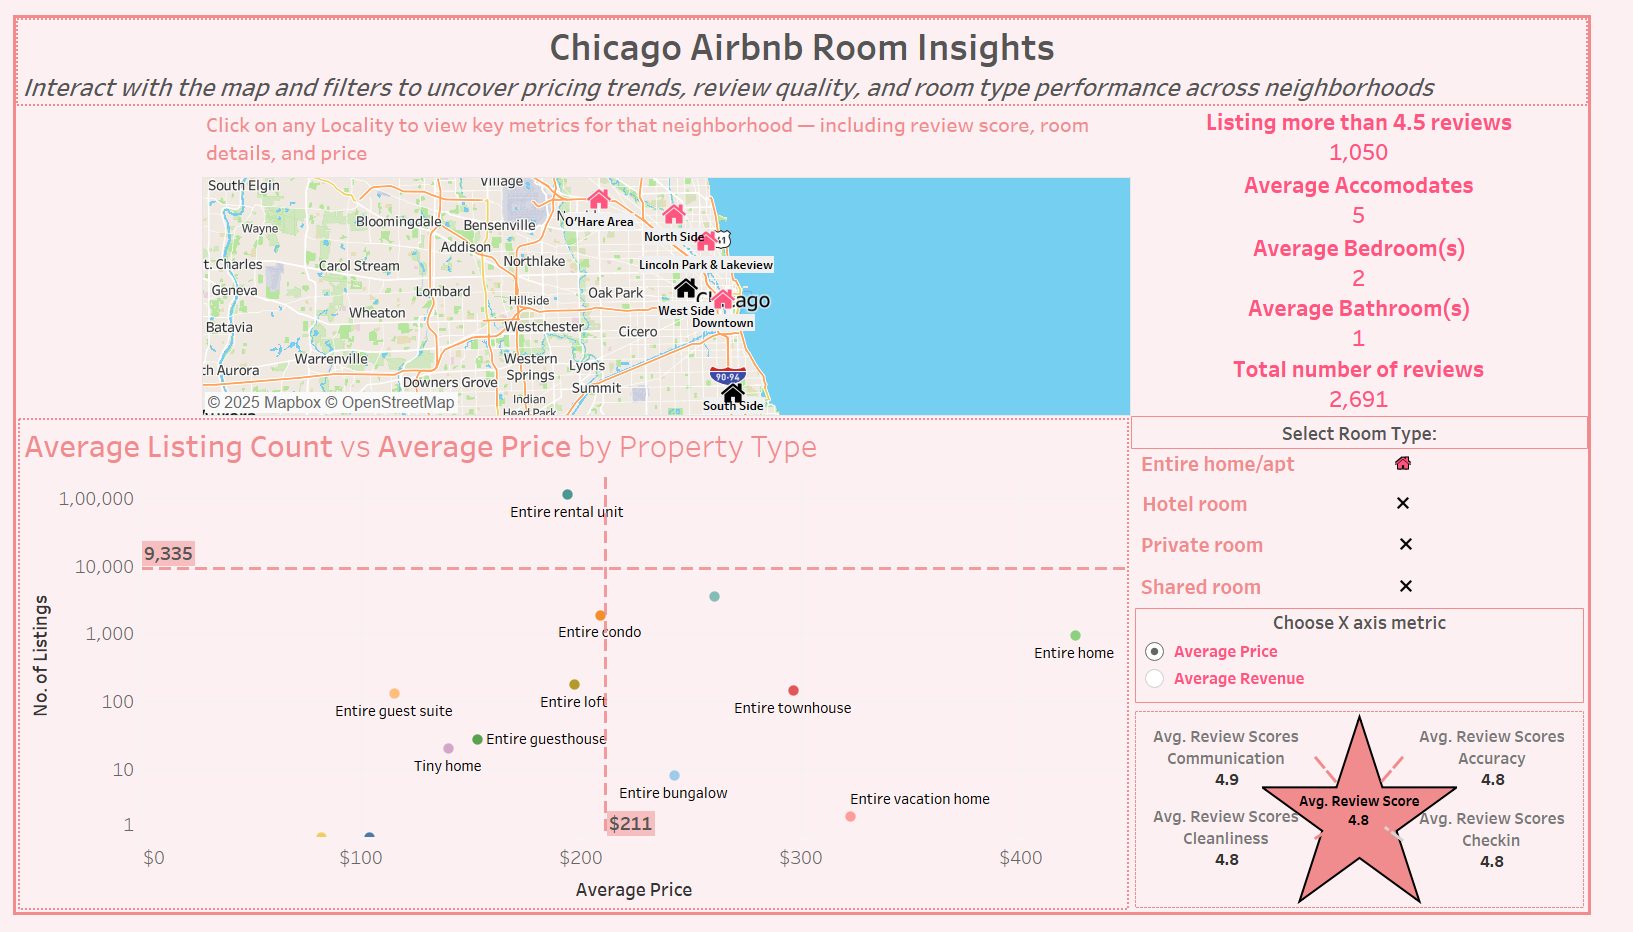 Chicago Airbnb Room Insights
Interact with the map and filters to uncover pricing trends, review quality, and room type performance across neighborhoods
Click on any Locality to view key metrics for that neighborhood — including review score, room
details, and price
South Elgin
Village
Wayne
Bloomingdale
Bensenville
O'Hare Area
Addison
North Side
41
t. Charles
Carol Stream
Northlake
Lincoln Park & Lakeview
Geneva
Lombard
Hillside
Oak Park
West Side
Wheaton
Downtown
Batavia
Westchester
Cicero
Warrenville
Western
Springs
Lyons
h Aurora
Downers Grove
Summit
90-94
Indian
Head Park
South Side
© 2025 Mapbox © OpenStreetMap
Listing more than 4.5 reviews
1,050
Average Accomodates
5
Average Bedroom(s)
2
Average Bathroom(s)
1
Total number of reviews
2,691
Average Listing Count vs Average Price by Property Type
No. of Listings
1,00,000
10,000
1,000
100
10
1
9,335
Entire rental unit
Entire condo
Entire home
Entire loft
Entire townhouse
Entire guest suite
Entire guesthouse
Tiny home
Entire bungalow
Entire vacation home
$211
$0
$100
$200
$300
$400
Average Price
Select Room Type:
Entire home/apt
Hotel room
Private room
Shared room
Choose X axis metric
Average Price
Average Revenue
Avg. Review Scores
Communication
4.9
Avg. Review Scores
Accuracy
4.8
Avg. Review Score
4.8
Avg. Review Scores
Cleanliness
4.8
Avg. Review Scores
Checkin
4.8